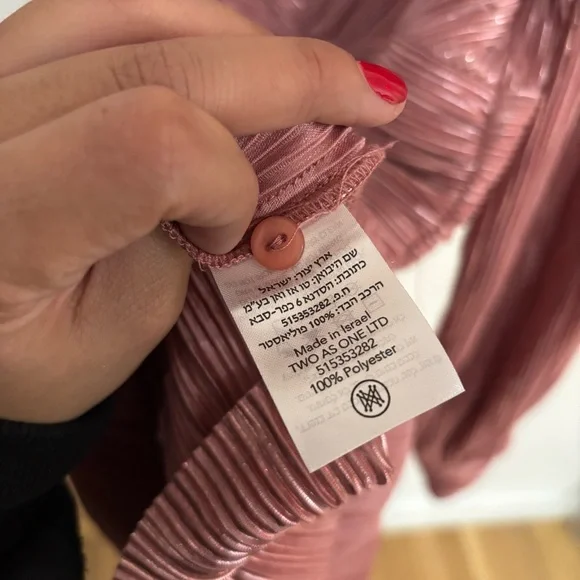 ארץ יצור: ישראל
שם היבואן: טו אז וואן בע"מ
כתובת: הסדנא 6 כפר-סבא
ח.פ. 515353282
הרכב הבד: 100% פוליאסטר
Made in Israel
TWO AS ONE LTD
515353282
100% Polyester